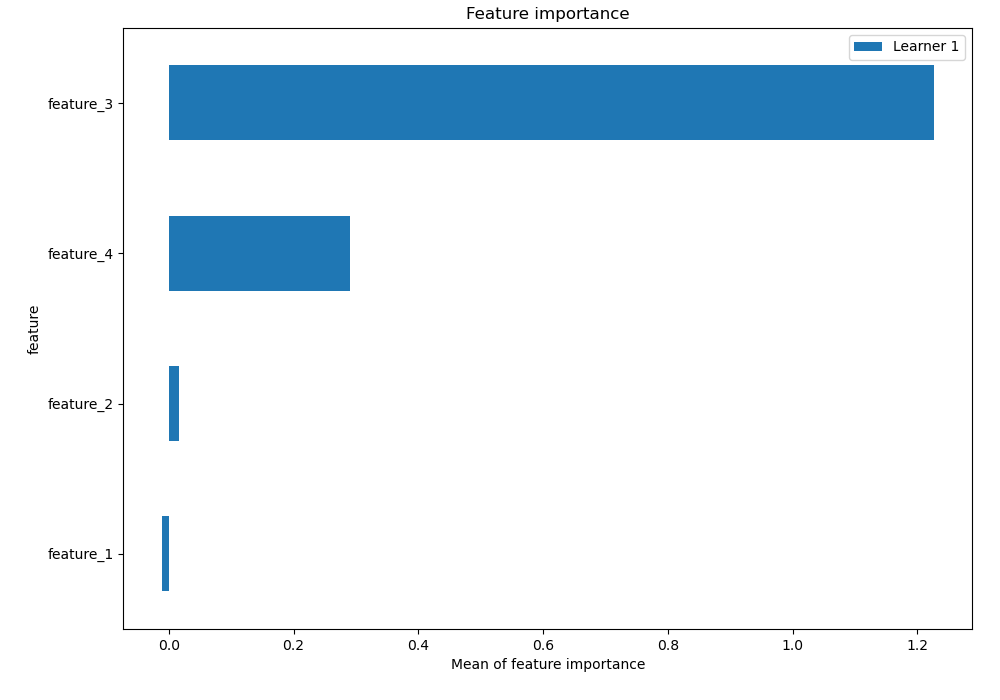 Feature importance
Learner 1
feature_3
feature_4
feature_2
feature_1
feature
0.0 0.2 0.4 0.6 0.8 1.0 1.2
Mean of feature importance